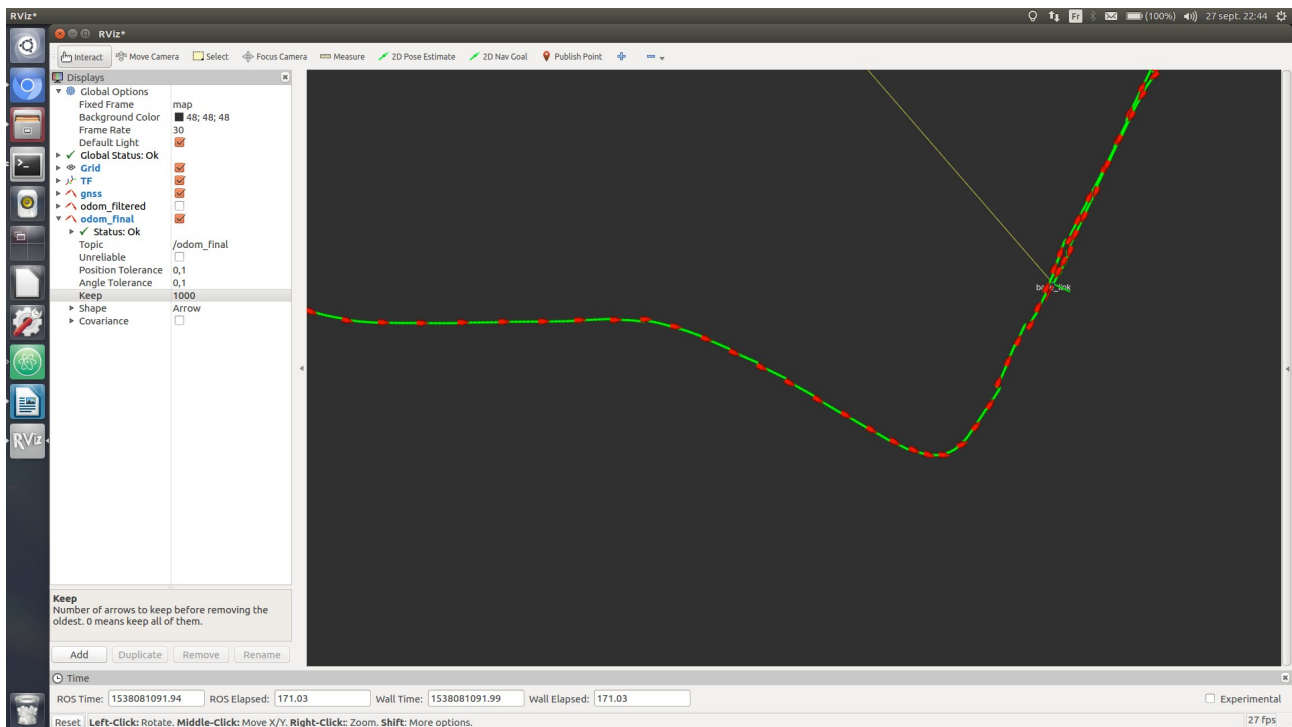 RViz*
Fr
(100%)
27 sept. 22:44
RViz*
Interact Move Camera Select Focus Camera Measure 2D Pose Estimate 2D Nav Goal Publish Point
Displays
Global Options
Fixed Frame map
Background Color 48; 48; 48
Frame Rate 30
Default Light
Global Status: Ok
Grid
TF
gnss
odom_filtered
odom_final
Status: Ok
Topic /odom_final
Unreliable
Position Tolerance 0,1
Angle Tolerance 0,1
Keep 1000
Shape Arrow
Covariance
Keep
Number of arrows to keep before removing the
oldest. 0 means keep all of them.
Add Duplicate Remove Rename
RViz
Time
ROS Time: 1538081091.94 ROS Elapsed: 171.03 Wall Time: 1538081091.99 Wall Elapsed: 171.03 Experimental
Reset Left-Click: Rotate. Middle-Click: Move X/Y. Right-Click:: Zoom. Shift: More options. 27 fps